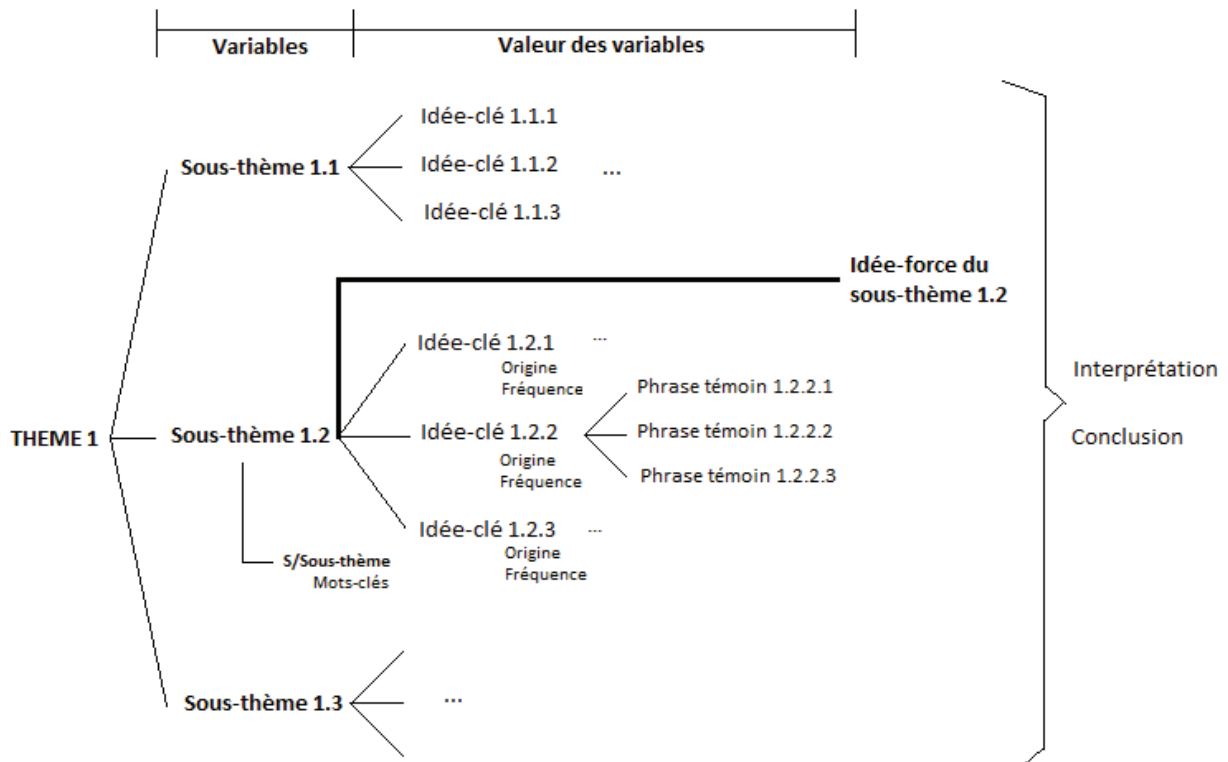 Variables
Valeur des variables
Idée-clé 1.1.1
Sous-thème 1.1
Idée-clé 1.1.2
...
Idée-clé 1.1.3
Idée-force du
sous-thème 1.2
Idée-clé 1.2.1
...
Origine
Fréquence
Phrase témoin 1.2.2.1
Interprétation
THEME 1
Sous-thème 1.2
Idée-clé 1.2.2
Phrase témoin 1.2.2.2
Conclusion
Origine
Fréquence
Phrase témoin 1.2.2.3
Idée-clé 1.2.3
...
Origine
Fréquence
S/Sous-thème
Mots-clés
Sous-thème 1.3
...